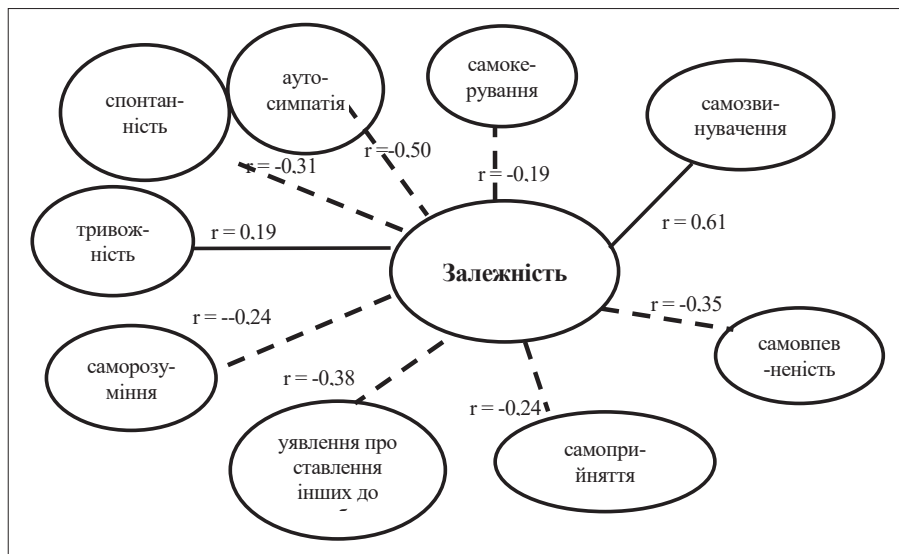 спонтан-
ність
ауто-
симпатія
самоке-
рування
самозви-
нувачення
r = -0,31
r =-0,50
r = -0,19
r = 0,61
тривож-
ність
r = 0,19
Залежність
r = --0,24
r = -0,35
саморозу-
міння
самовпев
-неність
r = -0,38
r = -0,24
уявлення про
ставлення
інших до
самопри-
йняття